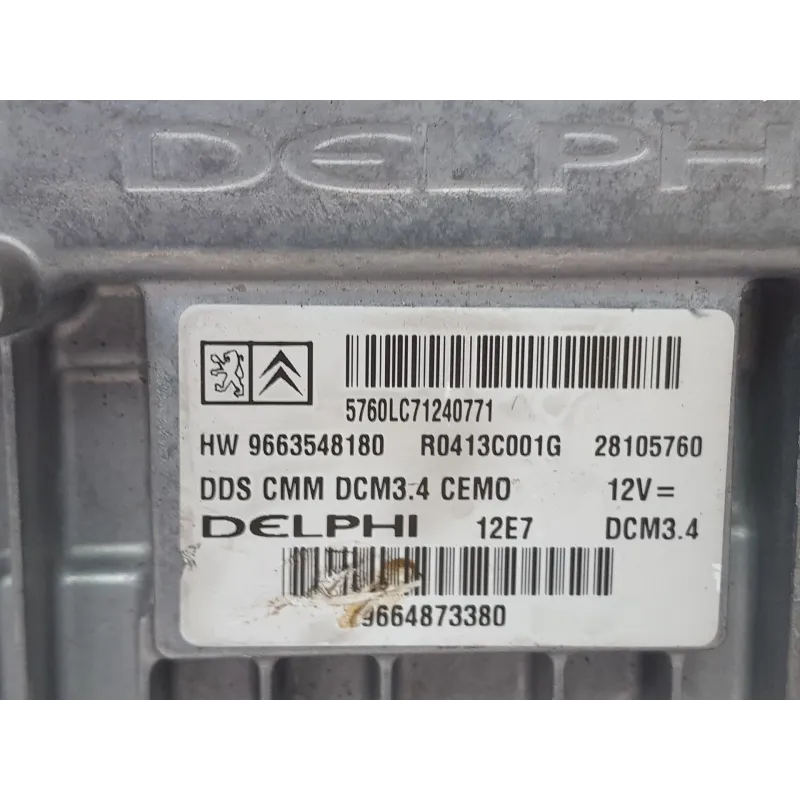 DELPHI
5760LC71240771
HW 9663548180 R0413C001G 28105760
DDS CMM DCM3.4 CEMO 12V=
DELPHI 12E7 DCM3.4
9664873380